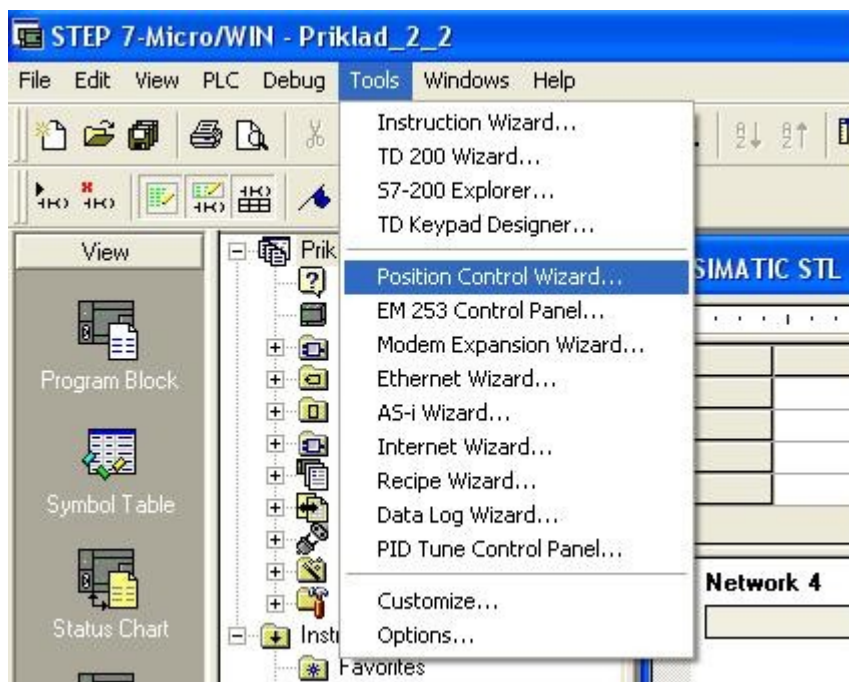 STEP 7-Micro/WIN - Priklad_2_2
File Edit View PLC Debug Tools Windows Help
Instruction Wizard...
TD 200 Wizard...
S7-200 Explorer...
TD Keypad Designer...
View
Position Control Wizard...
SIMATIC STL
EM 253 Control Panel...
Modem Expansion Wizard...
Program Block
Ethernet Wizard...
AS-i Wizard...
Internet Wizard...
Recipe Wizard...
Symbol Table
Data Log Wizard...
PID Tune Control Panel...
Network 4
Customize...
Status Chart
Options...
Favorites